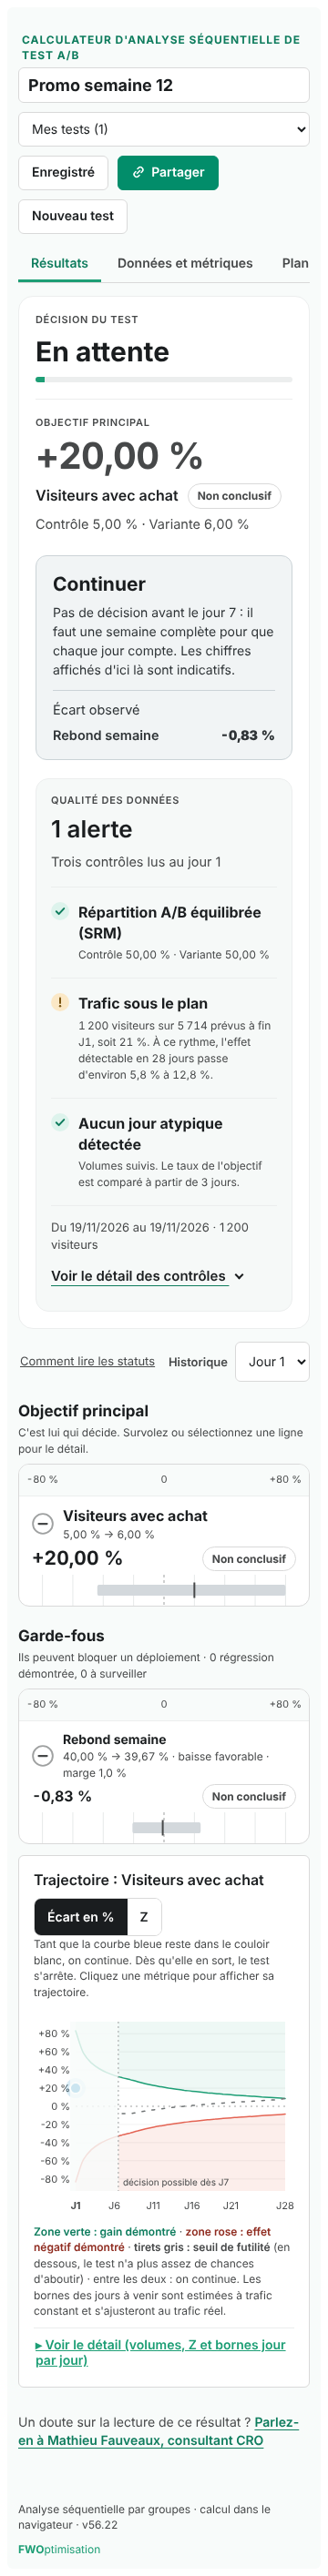 CALCULATEUR D'ANALYSE SÉQUENTIELLE DE
TEST A/B
Promo semaine 12
Mes tests (1)
Enregistré
Partager
Nouveau test
Résultats
Données et métriques
Plan
DÉCISION DU TEST
En attente
OBJECTIF PRINCIPAL
+20,00 %
Visiteurs avec achat
Non conclusif
Contrôle 5,00 % · Variante 6,00 %
Continuer
Pas de décision avant le jour 7 : il
faut une semaine complète pour que
chaque jour compte. Les chiffres
affichés d'ici là sont indicatifs.
Écart observé
Rebond semaine
-0,83 %
QUALITÉ DES DONNÉES
1 alerte
Trois contrôles lus au jour 1
Répartition A/B équilibrée
(SRM)
Contrôle 50,00 % · Variante 50,00 %
Trafic sous le plan
1 200 visiteurs sur 5 714 prévus à fin
J1, soit 21 %. À ce rythme, l'effet
détectable en 28 jours passe
d'environ 5,8 % à 12,8 %.
Aucun jour atypique
détectée
Volumes suivis. Le taux de l'objectif
est comparé à partir de 3 jours.
Du 19/11/2026 au 19/11/2026 · 1 200
visiteurs
Voir le détail des contrôles
Comment lire les statuts
Historique
Jour 1
Objectif principal
C'est lui qui décide. Survolez ou sélectionnez une ligne
pour le détail.
-80 %
0
+80 %
Visiteurs avec achat
5,00 % → 6,00 %
+20,00 %
Non conclusif
Garde-fous
Ils peuvent bloquer un déploiement · 0 régression
démontrée, 0 à surveiller
-80 %
0
+80 %
Rebond semaine
40,00 % → 39,67 % · baisse favorable ·
marge 1,0 %
-0,83 %
Non conclusif
Trajectoire : Visiteurs avec achat
Écart en %
Z
Tant que la courbe bleue reste dans le couloir
blanc, on continue. Dès qu'elle en sort, le test
s'arrête. Cliquez une métrique pour afficher sa
trajectoire.
+80 %
+60 %
+40 %
+20 %
0 %
-20 %
-40 %
-60 %
-80 %
décision possible dès J7
J1
J6
J11
J16
J21
J28
Zone verte : gain démontré · zone rose : effet
négatif démontré · tirets gris : seuil de futilité (en
dessous, le test n'a plus assez de chances
d'aboutir) · entre les deux : on continue. Les
bornes des jours à venir sont estimées à trafic
constant et s'ajusteront au trafic réel.
▸ Voir le détail (volumes, Z et bornes jour
par jour)
Un doute sur la lecture de ce résultat ? Parlez-
en à Mathieu Fauveaux, consultant CRO
Analyse séquentielle par groupes · calcul dans le
navigateur · v56.22
FWOptimisation